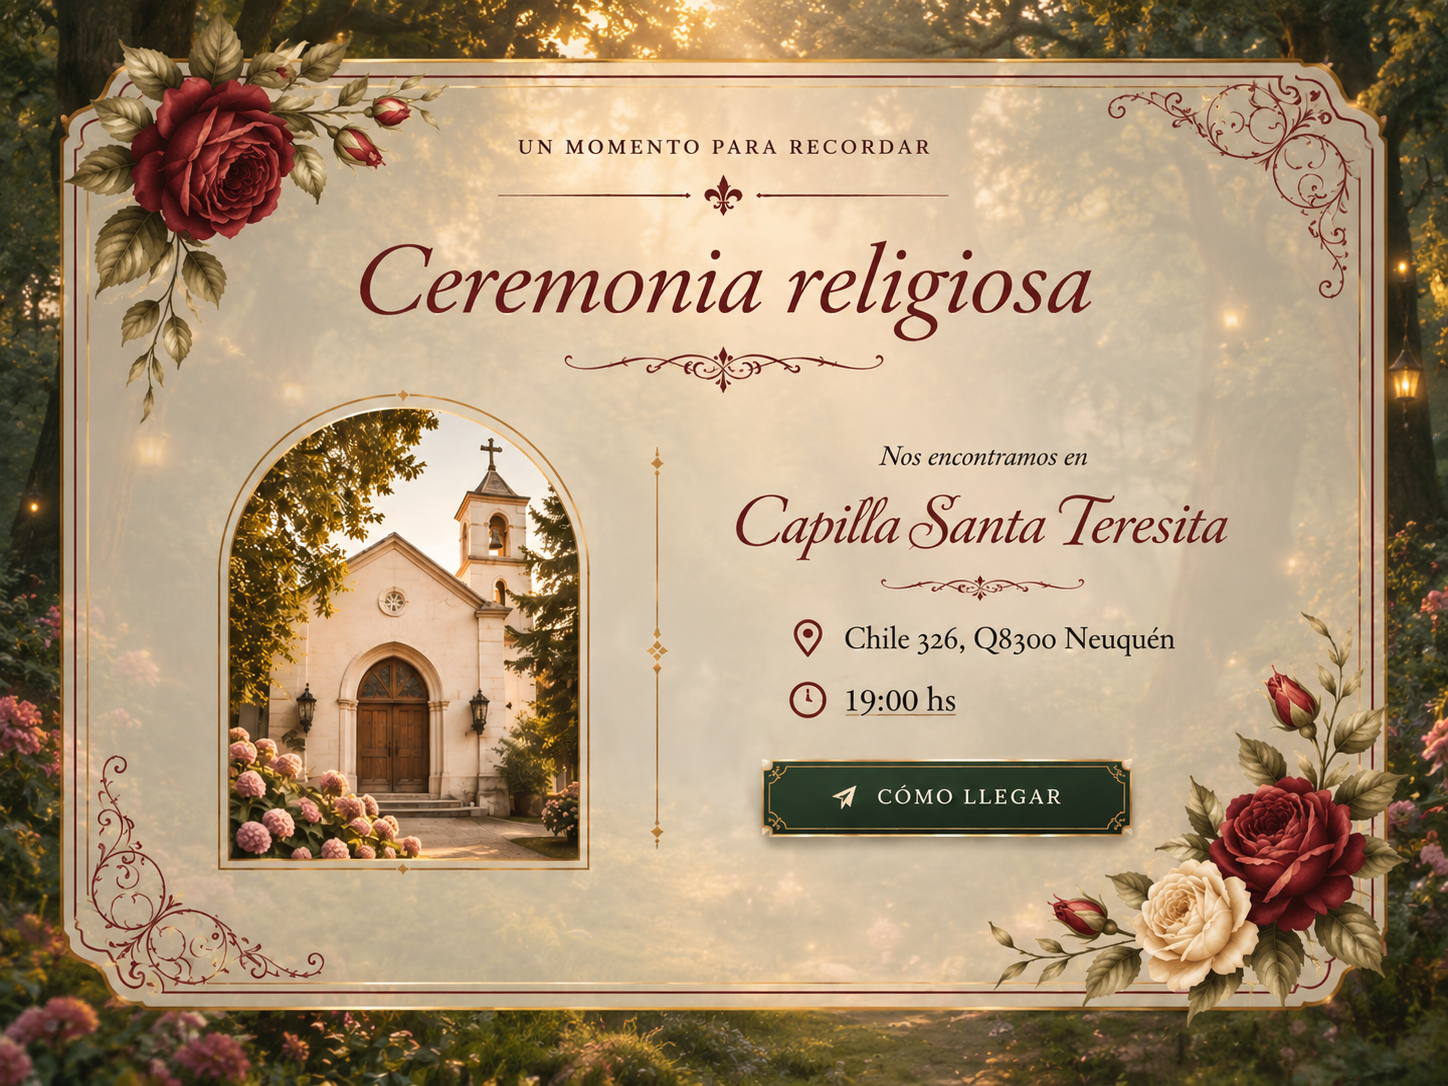 UN MOMENTO PARA RECORDAR
Ceremonia religiosa
Nos encontramos en
Capilla Santa Teresita
Chile 326, Q8300 Neuquén
19:00 hs
CÓMO LLEGAR